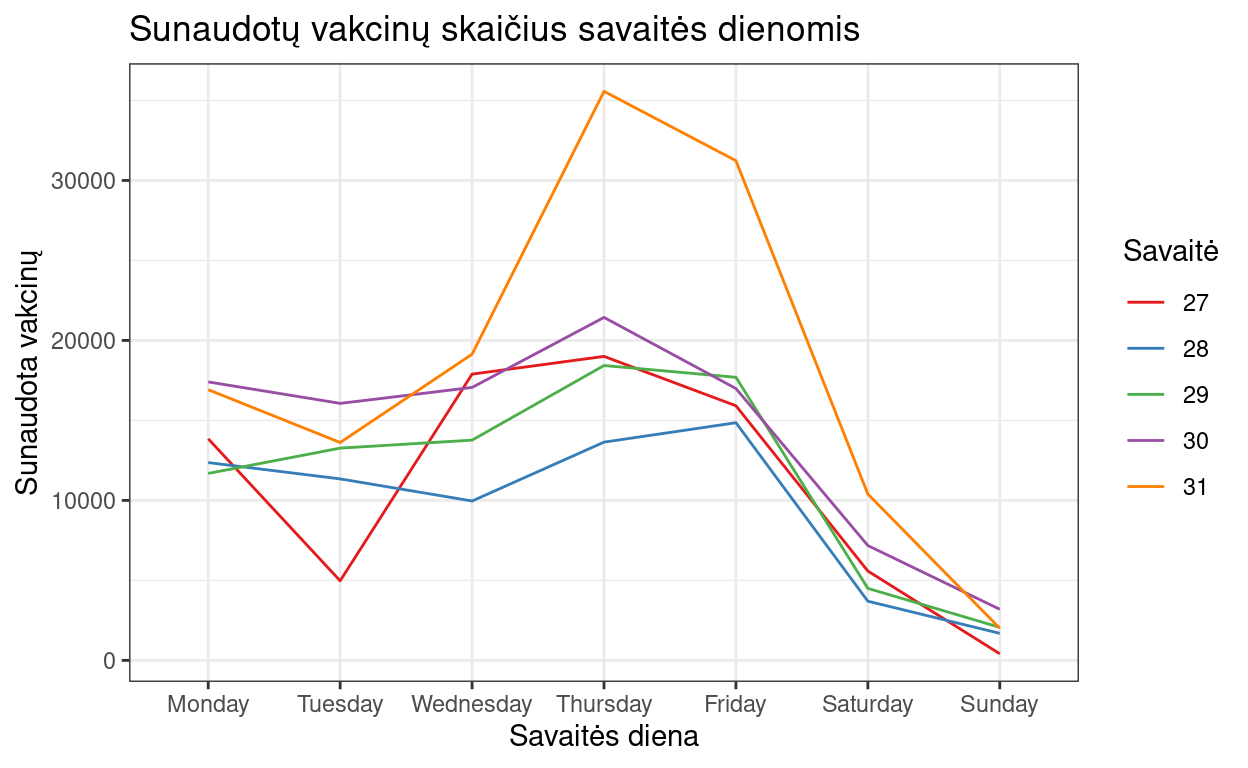 Sunaudotų vakcinų skaičius savaitės dienomis
Sunaudota vakcinų
30000
20000
10000
0
Monday Tuesday Wednesday Thursday Friday Saturday Sunday
Savaitės diena
Savaitė
27
28
29
30
31